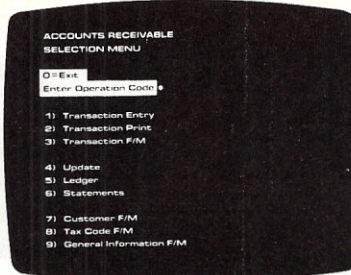 ACCOUNTS RECEIVABLE
SELECTION MENU
0=Exit
Enter Operation Code
1) Transaction Entry
2) Transaction Print
3) Transaction F/M
4) Update
5) Ledger
6) Statements
7) Customer F/M
8) Tax Code F/M
9) General Information F/M